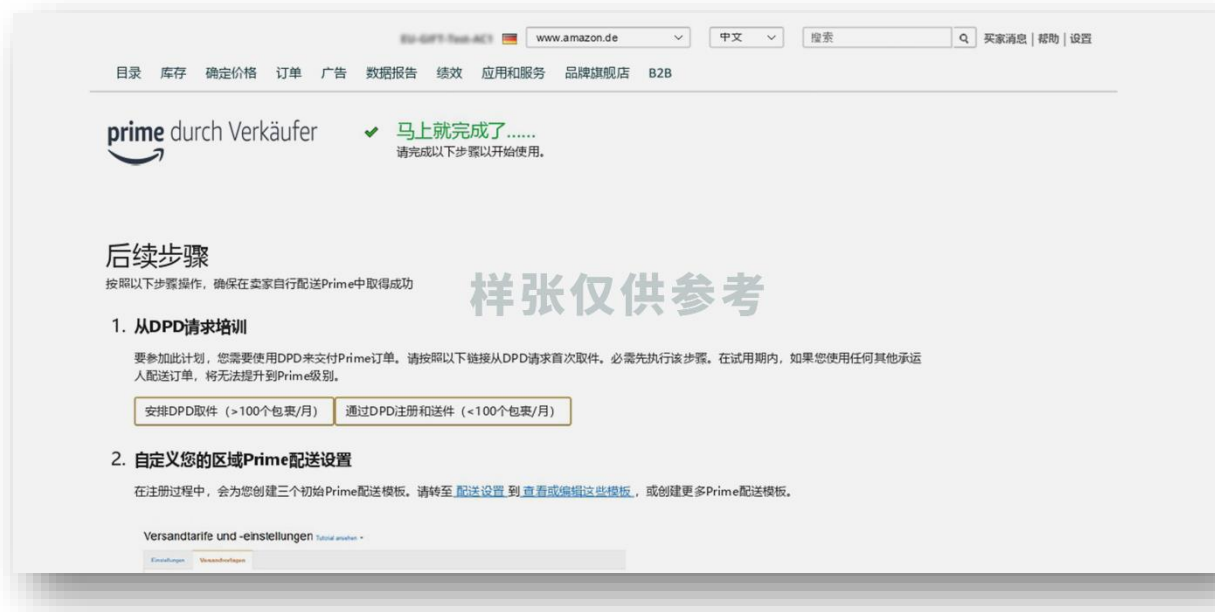 www.amazon.de 中文 搜索 买家消息 | 帮助 | 设置
目录 库存 确定价格 订单 广告 数据报告 绩效 应用和服务 品牌旗舰店 B2B
prime durch Verkäufer
马上就完成了……
请完成以下步骤以开始使用。
后续步骤
按照以下步骤操作，确保在卖家自行配送Prime中取得成功
样张仅供参考
1. 从DPD请求培训
要参加此计划，您需要使用DPD来交付Prime订单。请按照以下链接从DPD请求首次取件。必需先执行该步骤。在试用期内，如果您使用任何其他承运
人配送订单，将无法提升到Prime级别。
安排DPD取件（>100个包裹/月） 通过DPD注册和送件（<100个包裹/月）
2. 自定义您的区域Prime配送设置
在注册过程中，会为您创建三个初始Prime配送模板。请转至 配送设置 到 查看或编辑这些模板 ，或创建更多Prime配送模板。
Versandtarife und -einstellungen Tutorial ansehen
Einstellungen Versandvorlagen